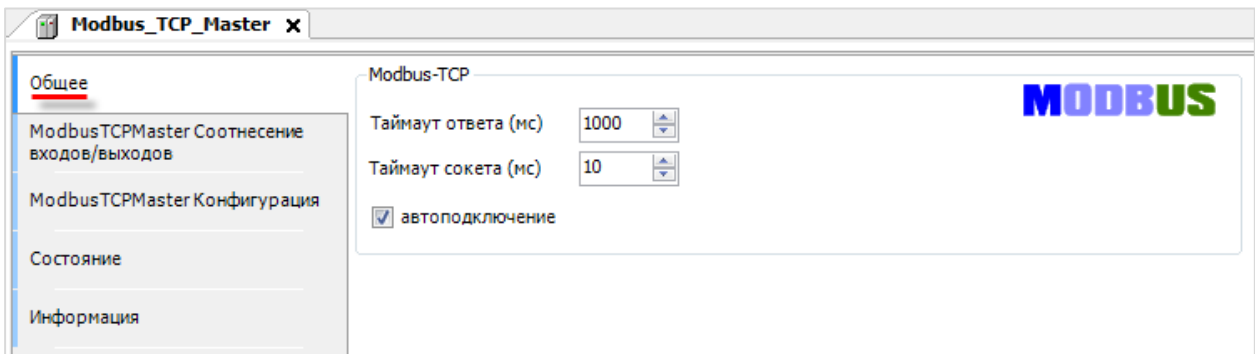 Modbus_TCP_Master X
Общее
ModbusTCPMaster Соотнесение
входов/выходов
ModbusTCPMaster Конфигурация
Состояние
Информация
Modbus-TCP
MODBUS
Таймаут ответа (мс) 1000
Таймаут сокета (мс) 10
автоподключение